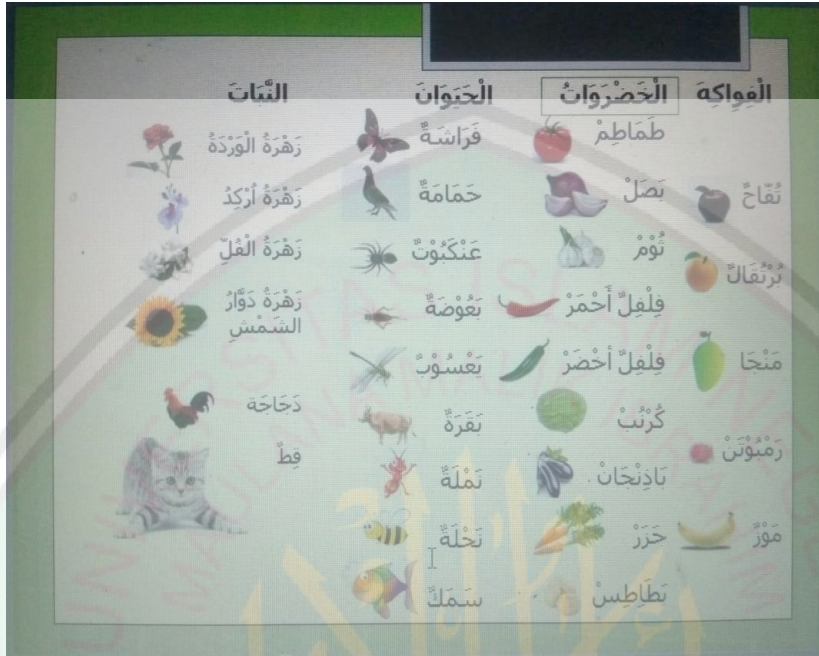 الْفِوِاكِهَ
تُفّاحٌ
بُرْتُقَالٌ
مَنْجَا
رَمْبُوْتَنْ
مَوْزٌ
الْخَضْرَوَاتُ
طَمَاطِمْ
بَصَلْ
ثُوْمْ
فِلْفِلٌ أَحْمَرْ
فِلْفِلٌ أخْضَرْ
كُرْنُبْ
بَاذِنْجَانْ
خَزَرْ
بَطَاطِسْ
الْحَيَوَانَ
فَرَاشَةٌ
حَمَامَةٌ
عَنْكَبُوْتٌ
بَعُوْضَةٌ
يَعْسُوْبٌ
بَقَرَةٌ
نَمْلَةٌ
نَحْلَةٌ
سَمَكٌ
النَّبَاتَ
زَهْرَةُ الْوَرْدَةُ
زَهْرَةُ أُرْكِدُ
زَهْرَةُ الْفُلِّ
زَهْرَةُ دَوَّارُ
الشَمْشِ
دَجَاجَة
قِطّ